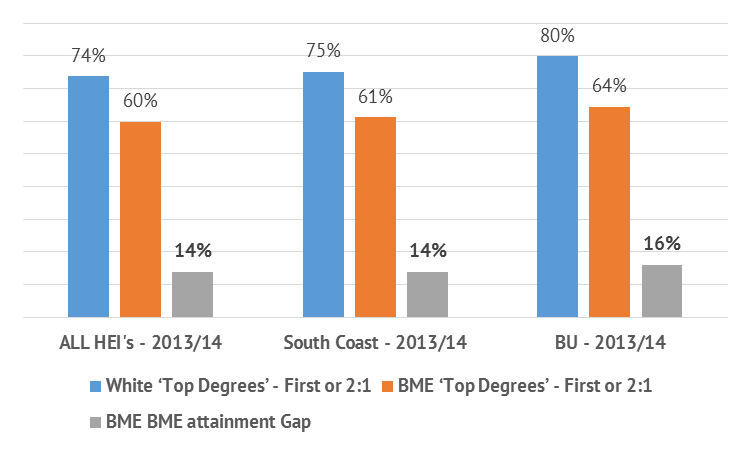 74%
60%
14%
75%
61%
14%
80%
64%
16%
ALL HEI's - 2013/14
South Coast - 2013/14
BU - 2013/14
White ‘Top Degrees’ - First or 2:1
BME ‘Top Degrees’ - First or 2:1
BME BME attainment Gap